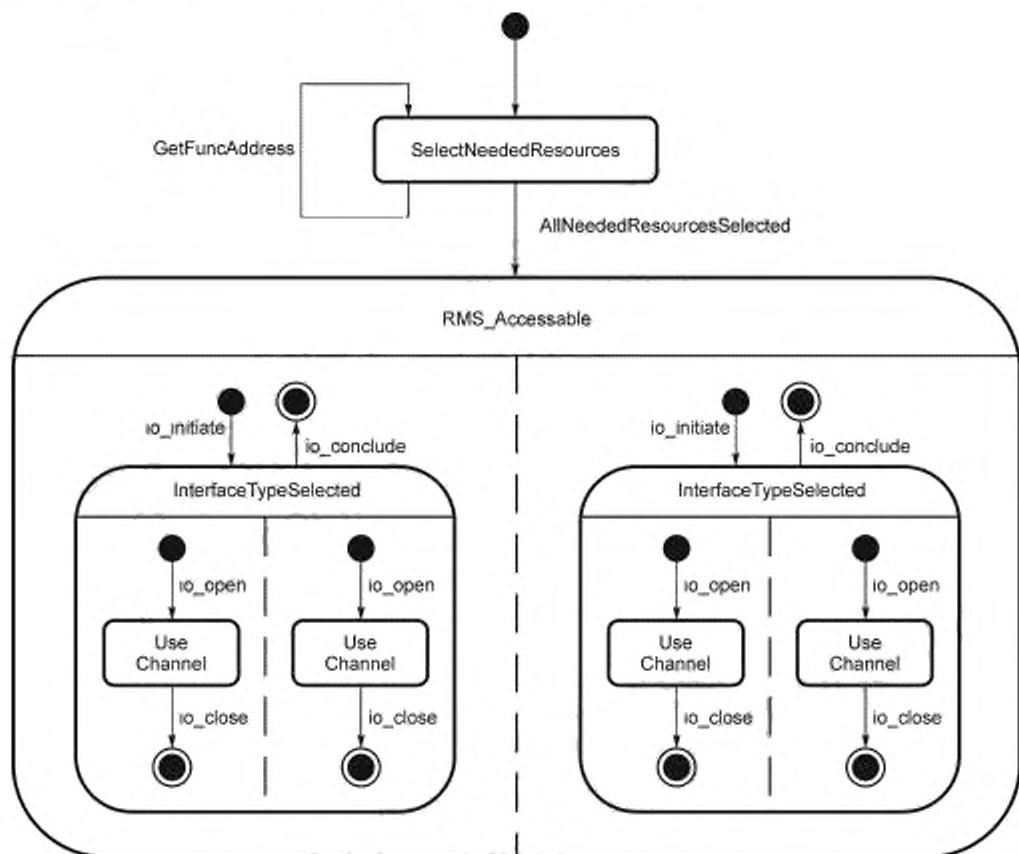 GetFuncAddress
SelectNeededResources
AllNeededResourcesSelected
RMS_Accessable
io_initiate
io_conclude
io_initiate
io_conclude
InterfaceTypeSelected
InterfaceTypeSelected
io_open
io_open
io_open
io_open
Use
Channel
Use
Channel
Use
Channel
Use
Channel
io_close
io_close
io_close
io_close